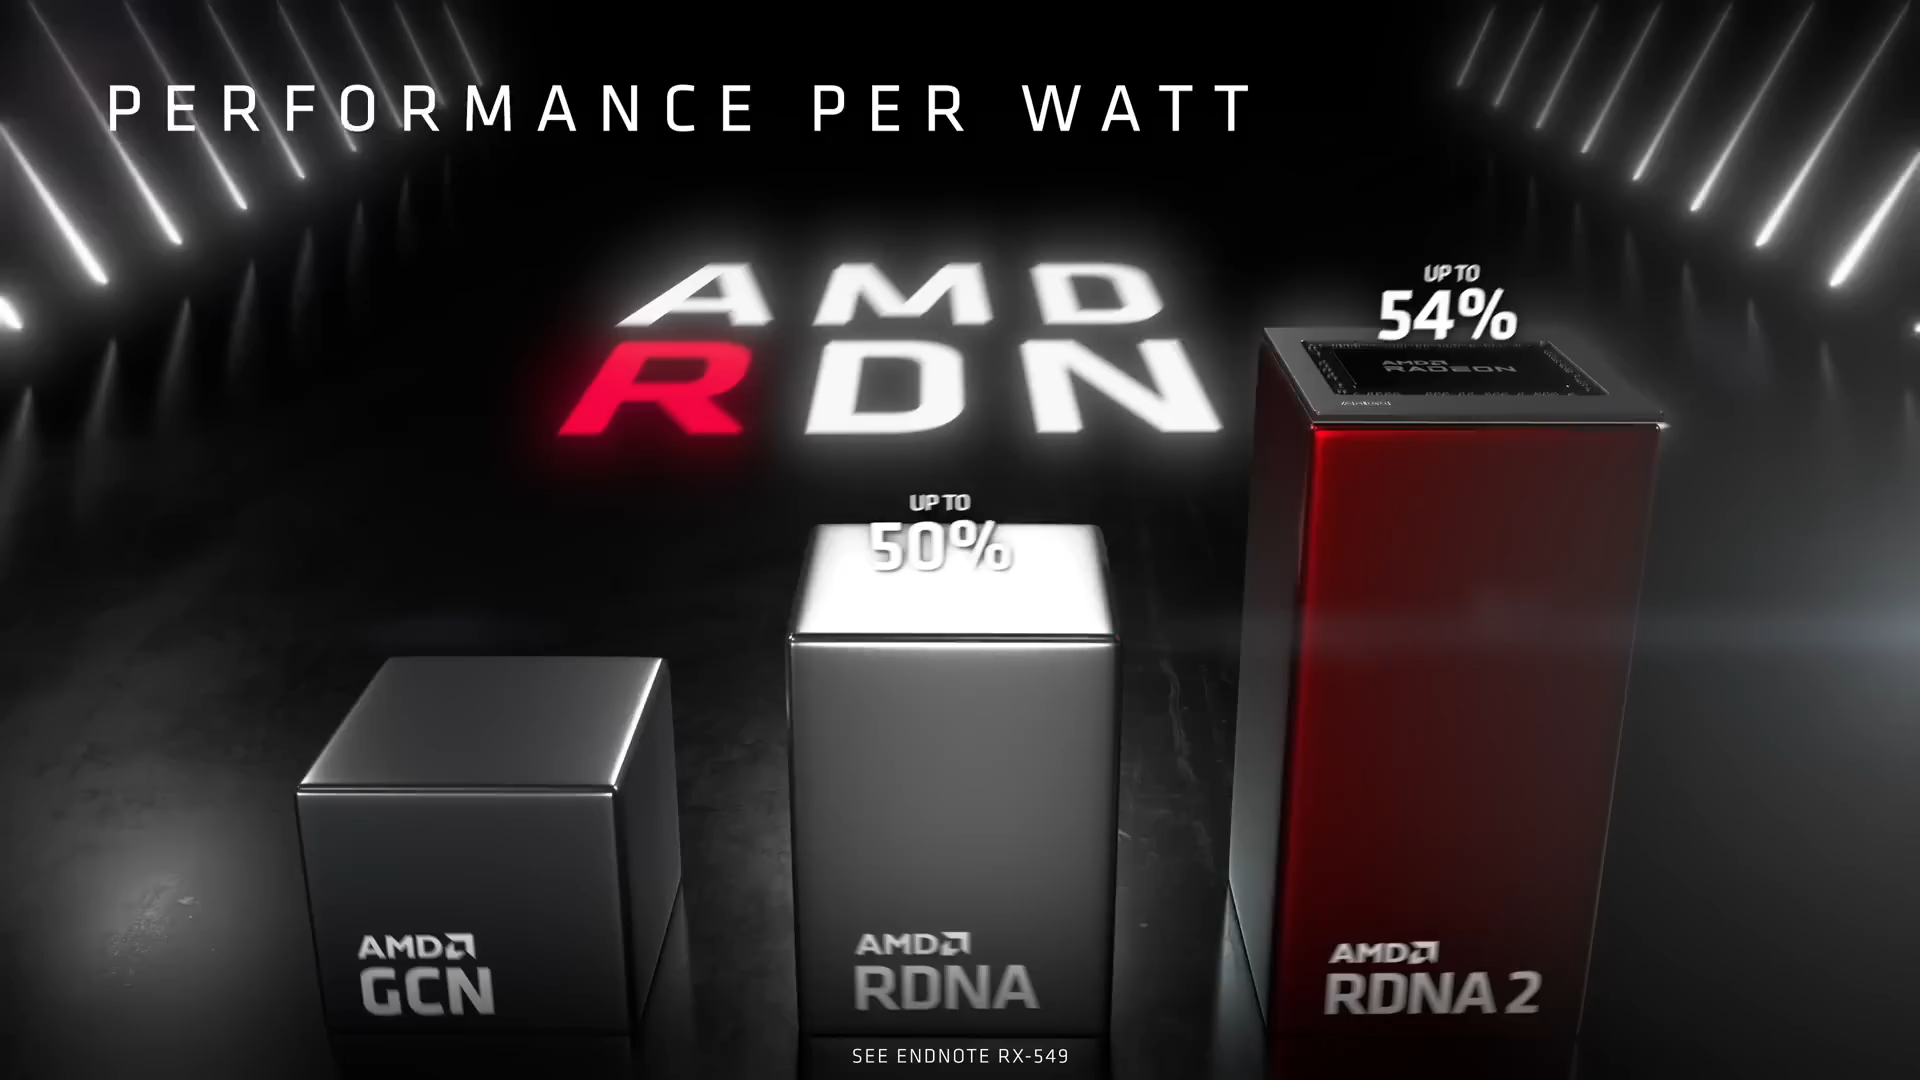 PERFORMANCE PER WATT
AMD
RDN
UP TO
54%
AMD
RADEON
UP TO
50%
AMD
GCN
AMD
RDNA
AMD
RDNA 2
SEE ENDNOTE RX-549